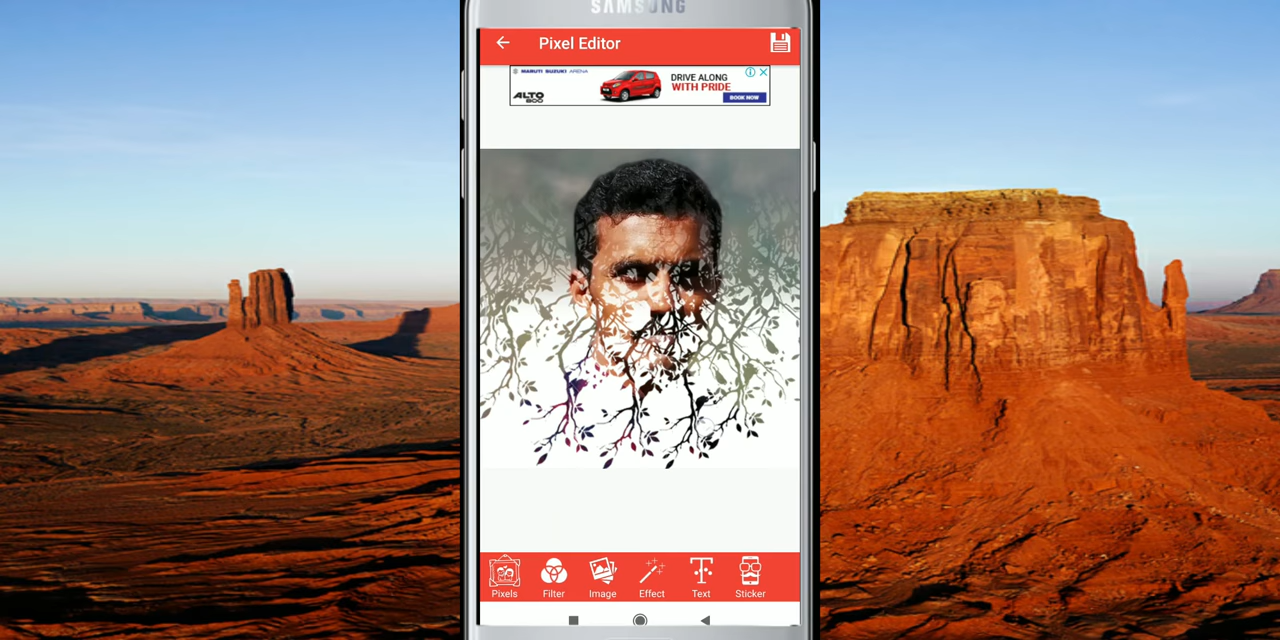 SAMSUNG
Pixel Editor
MARUTI SUZUKI ARENA
DRIVE ALONG
WITH PRIDE
ALTO
800
BOOK NOW
Pixels
Filter
Image
Effect
Text
Sticker